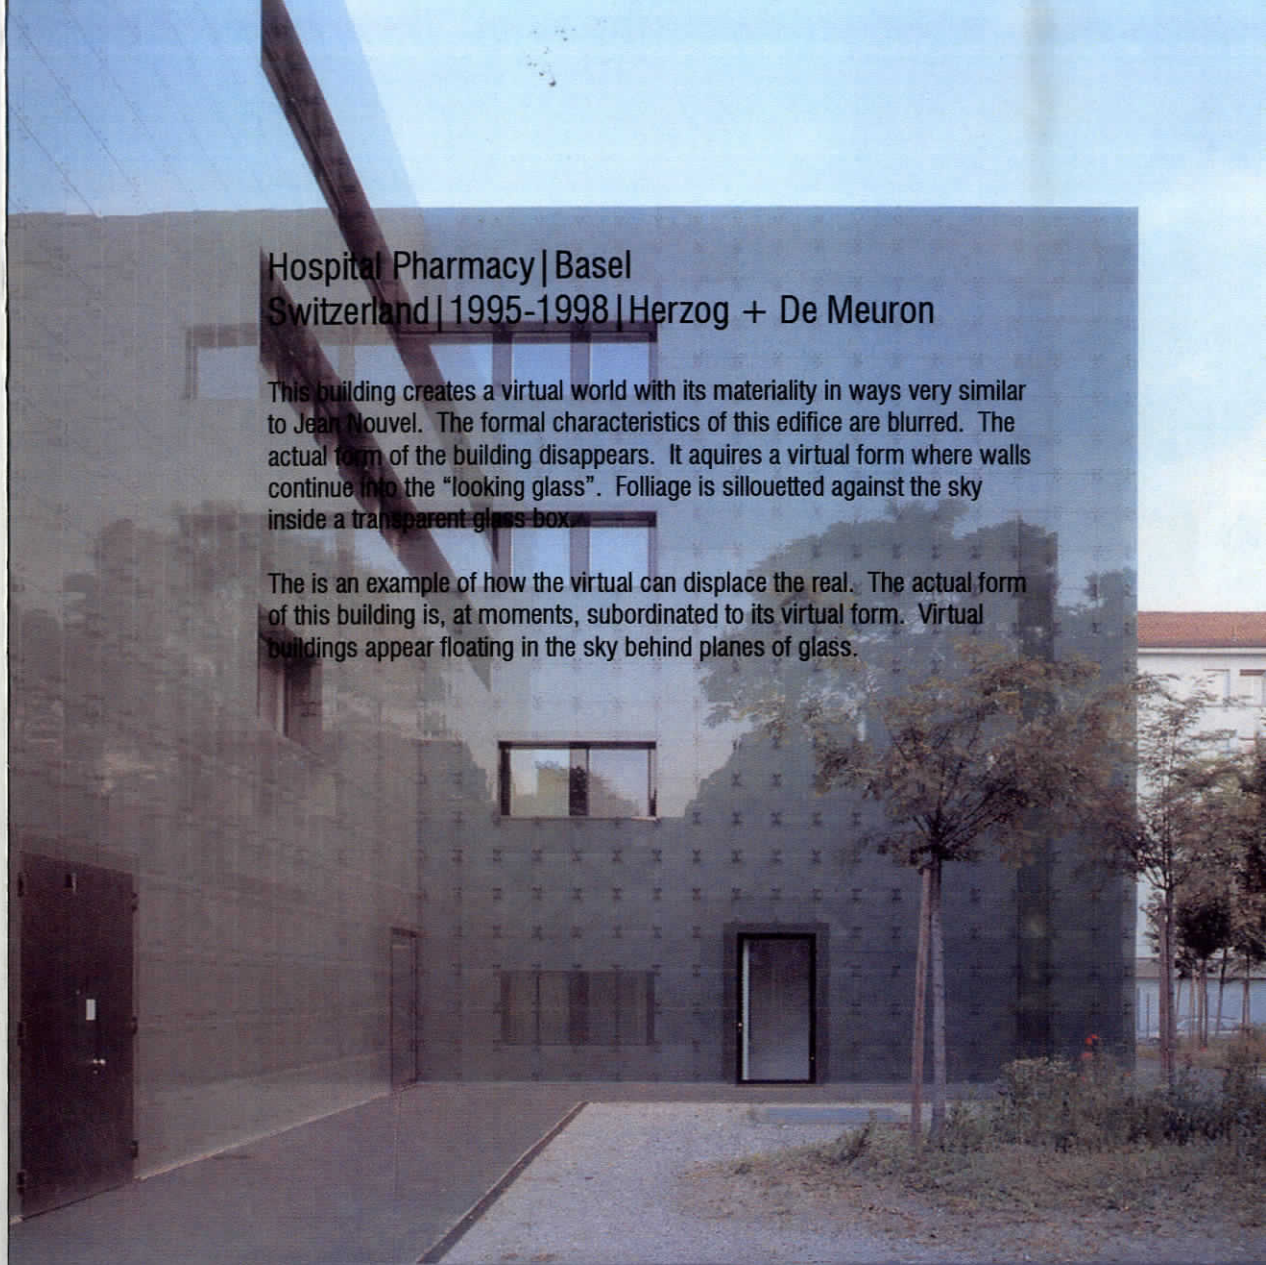 Hospital Pharmacy|Basel
Switzerland|1995-1998|Herzog + De Meuron
This building creates a virtual world with its materiality in ways very similar
to Jean Nouvel. The formal characteristics of this edifice are blurred. The
actual form of the building disappears. It aquires a virtual form where walls
continue into the “looking glass”. Folliage is sillouetted against the sky
inside a transparent glass box.
The is an example of how the virtual can displace the real. The actual form
of this building is, at moments, subordinated to its virtual form. Virtual
buildings appear floating in the sky behind planes of glass.